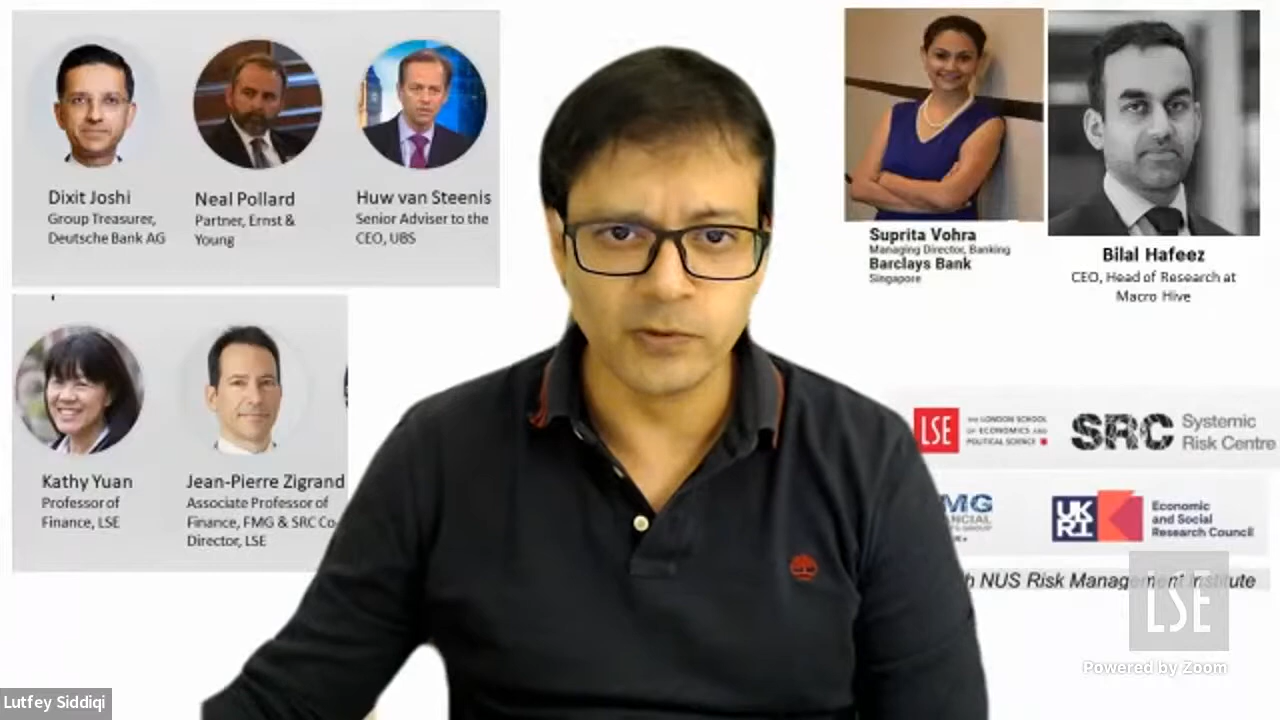 Dixit Joshi
Group Treasurer,
Deutsche Bank AG
Neal Pollard
Partner, Ernst &
Young
Huw van Steenis
Senior Adviser to the
CEO, UBS
Suprita Vohra
Managing Director, Banking
Barclays Bank
Singapore
Bilal Hafeez
CEO, Head of Research at
Macro Hive
Kathy Yuan
Professor of
Finance, LSE
Jean-Pierre Zigrand
Associate Professor of
Finance, FMG & SRC Co-
Director, LSE
LSE
THE LONDON SCHOOL
OF ECONOMICS AND
POLITICAL SCIENCE
SRC
Systemic
Risk Centre
MG
NCIAL
UK
RI
Economic
and Social
Research Council
h NUS Risk Management Institute
LSE
Powered by Zoom
Lutfey Siddiqi